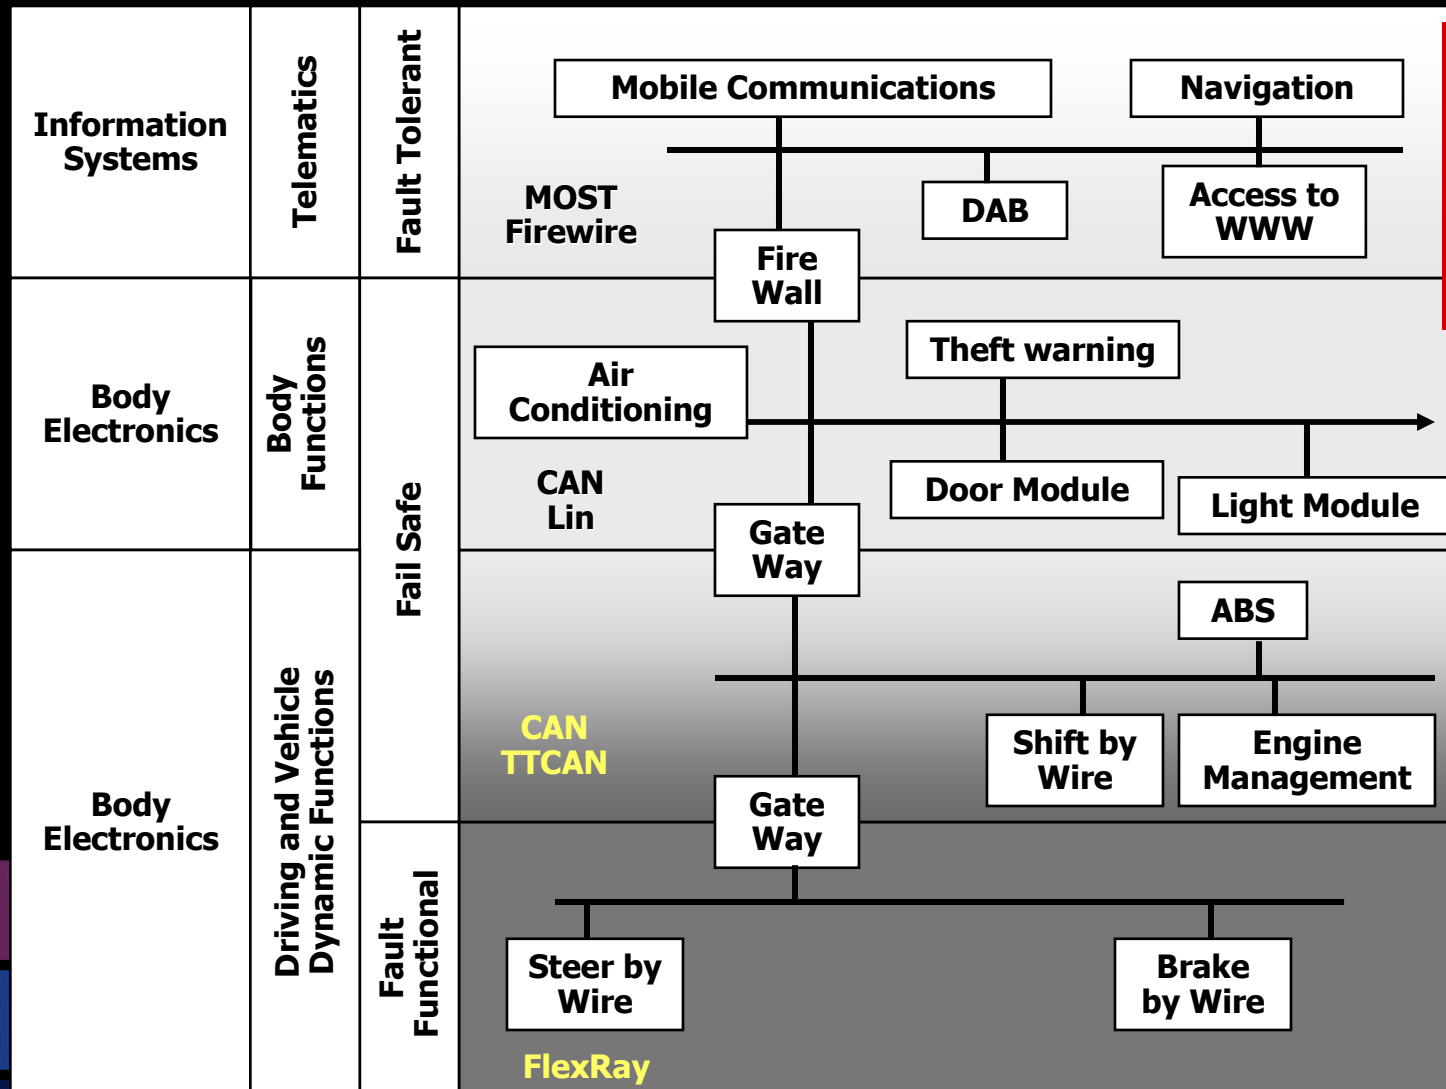 Information
Systems
Telematics
Fault Tolerant
Mobile Communications
Navigation
MOST
Firewire
DAB
Access to
WWW
Fire
Wall
Body
Electronics
Body
Functions
Fail Safe
Air
Conditioning
Theft warning
CAN
Lin
Door Module
Light Module
Gate
Way
Body
Electronics
Driving and Vehicle
Dynamic Functions
ABS
CAN
TTCAN
Shift by
Wire
Engine
Management
Gate
Way
Fault
Functional
Steer by
Wire
Brake
by Wire
FlexRay